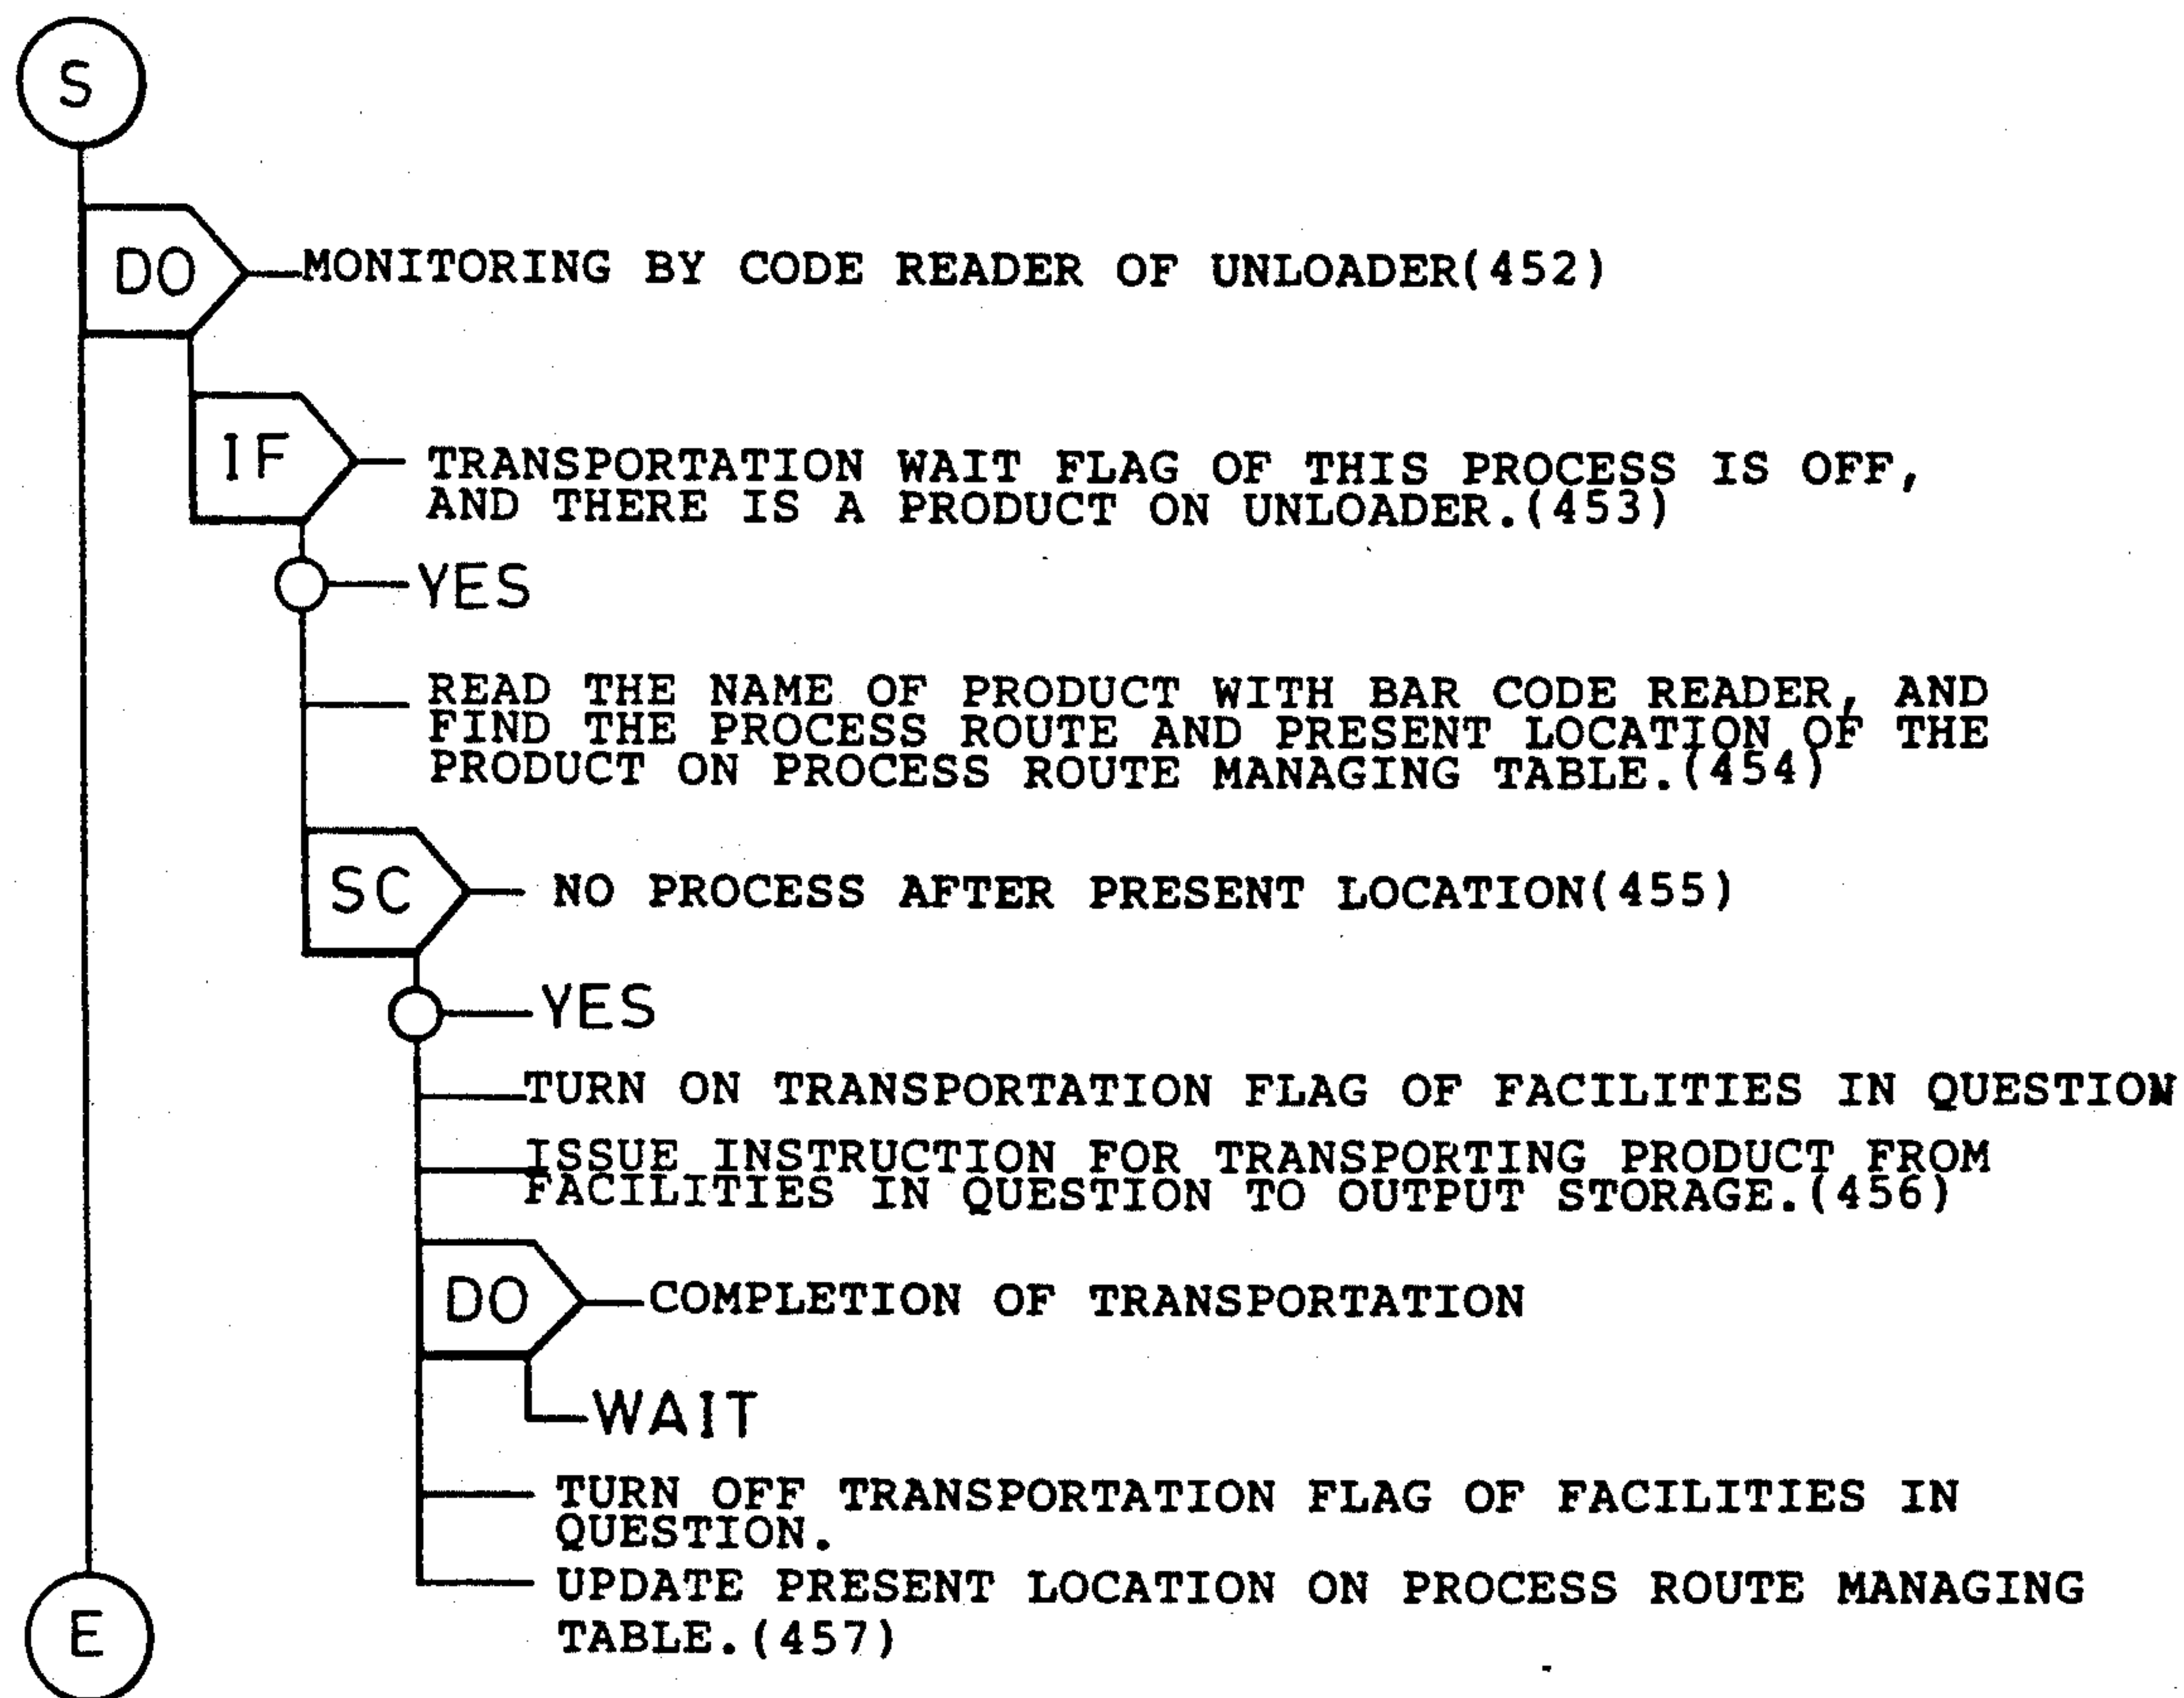 S
DO
MONITORING BY CODE READER OF UNLOADER(452)
IF
TRANSPORTATION WAIT FLAG OF THIS PROCESS IS OFF,
AND THERE IS A PRODUCT ON UNLOADER.(453)
YES
READ THE NAME OF PRODUCT WITH BAR CODE READER, AND
FIND THE PROCESS ROUTE AND PRESENT LOCATION OF THE
PRODUCT ON PROCESS ROUTE MANAGING TABLE.(454)
SC
NO PROCESS AFTER PRESENT LOCATION(455)
YES
TURN ON TRANSPORTATION FLAG OF FACILITIES IN QUESTION
ISSUE INSTRUCTION FOR TRANSPORTING PRODUCT FROM
FACILITIES IN QUESTION TO OUTPUT STORAGE.(456)
DO
COMPLETION OF TRANSPORTATION
WAIT
TURN OFF TRANSPORTATION FLAG OF FACILITIES IN
QUESTION.
UPDATE PRESENT LOCATION ON PROCESS ROUTE MANAGING
TABLE.(457)
E